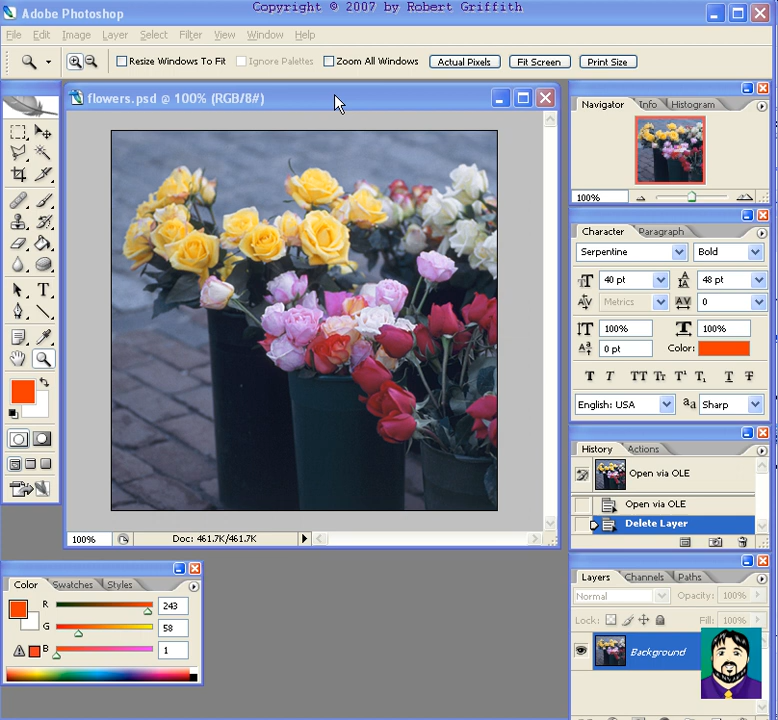 Copyright © 2007 by Robert Griffith
Adobe Photoshop
File Edit Image Layer Select Filter View Window Help
Resize Windows To Fit Ignore Palettes Zoom All Windows Actual Pixels Fit Screen Print Size
flowers.psd @ 100% (RGB/8#)
Navigator Info Histogram
100%
Character Paragraph
Serpentine Bold
40 pt 48 pt
Metrics 0
100% 100%
0 pt Color:
T T TT Tr T¹ T₁ T T
English: USA aa Sharp
History Actions
Open via OLE
Open via OLE
Delete Layer
100% Doc: 461.7K/461.7K
Color Swatches Styles
R 243
G 58
B 1
Layers Channels Paths
Normal Opacity: 100%
Lock: Fill: 100%
Background